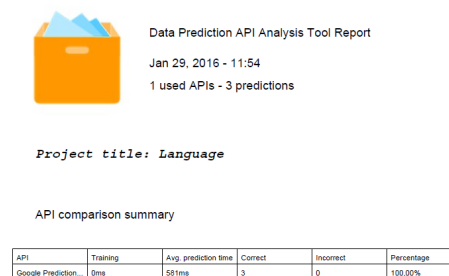 Data Prediction API Analysis Tool Report
Jan 29, 2016 - 11:54
1 used APIs - 3 predictions
Project title: Language
API comparison summary
API Training Avg. prediction time Correct Incorrect Percentage
Google Prediction... 0ms 581ms 3 0 100.00%